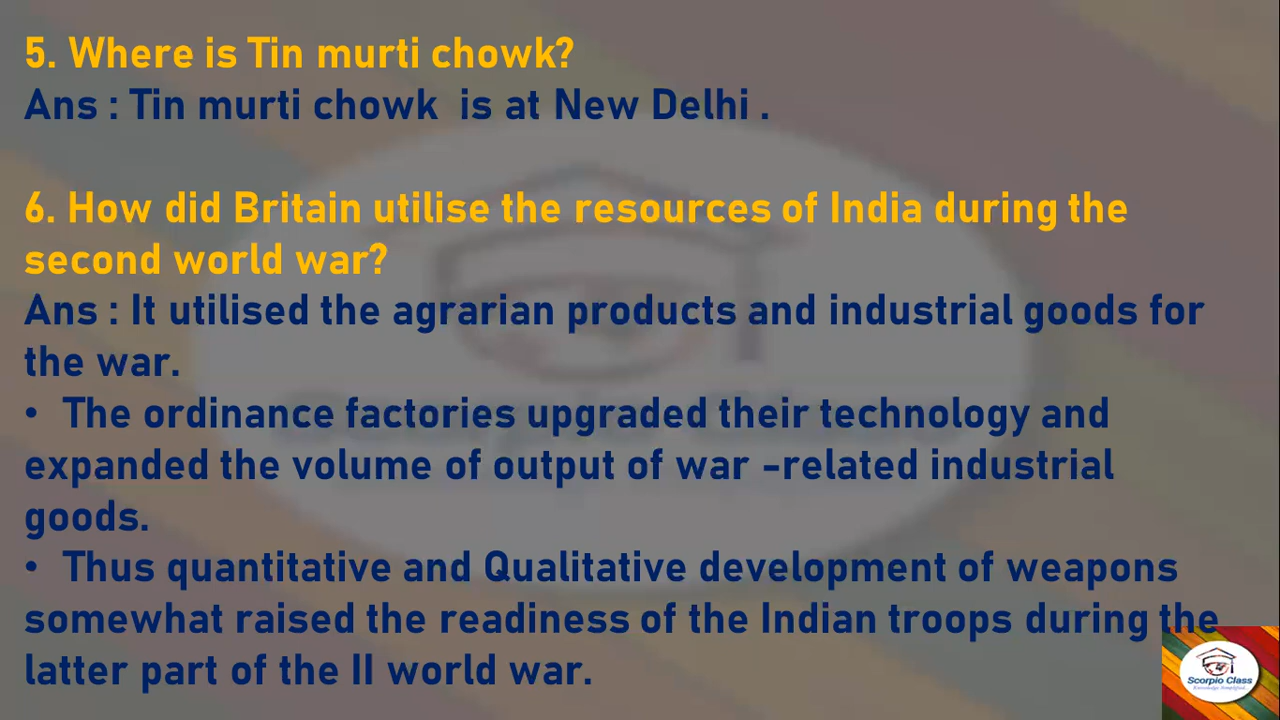 5. Where is Tin murti chowk?
Ans : Tin murti chowk is at New Delhi .
6. How did Britain utilise the resources of India during the
second world war?
Ans : It utilised the agrarian products and industrial goods for
the war.
• The ordinance factories upgraded their technology and
expanded the volume of output of war -related industrial
goods.
• Thus quantitative and Qualitative development of weapons
somewhat raised the readiness of the Indian troops during the
latter part of the II world war.
Scorpio Class
Knowledge Simplified...